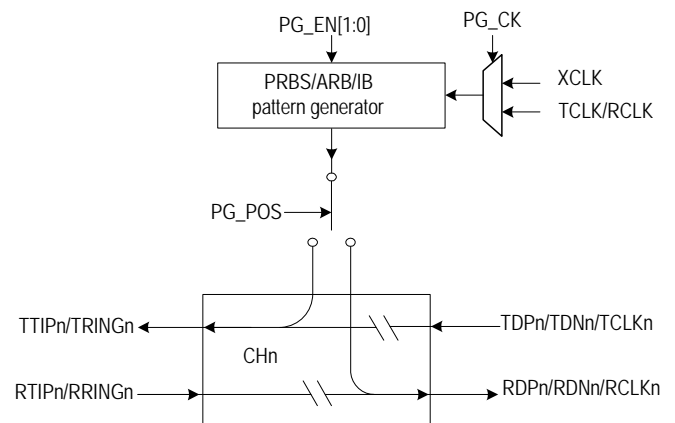 PG_EN[1:0]
PG_CK
PRBS/ARB/IB
pattern generator
XCLK
TCLK/RCLK
PG_POS
TTIPn/TRINGn
TDPn/TDNn/TCLKn
CHn
RTIPn/RRINGn
RDPn/RDNn/RCLKn